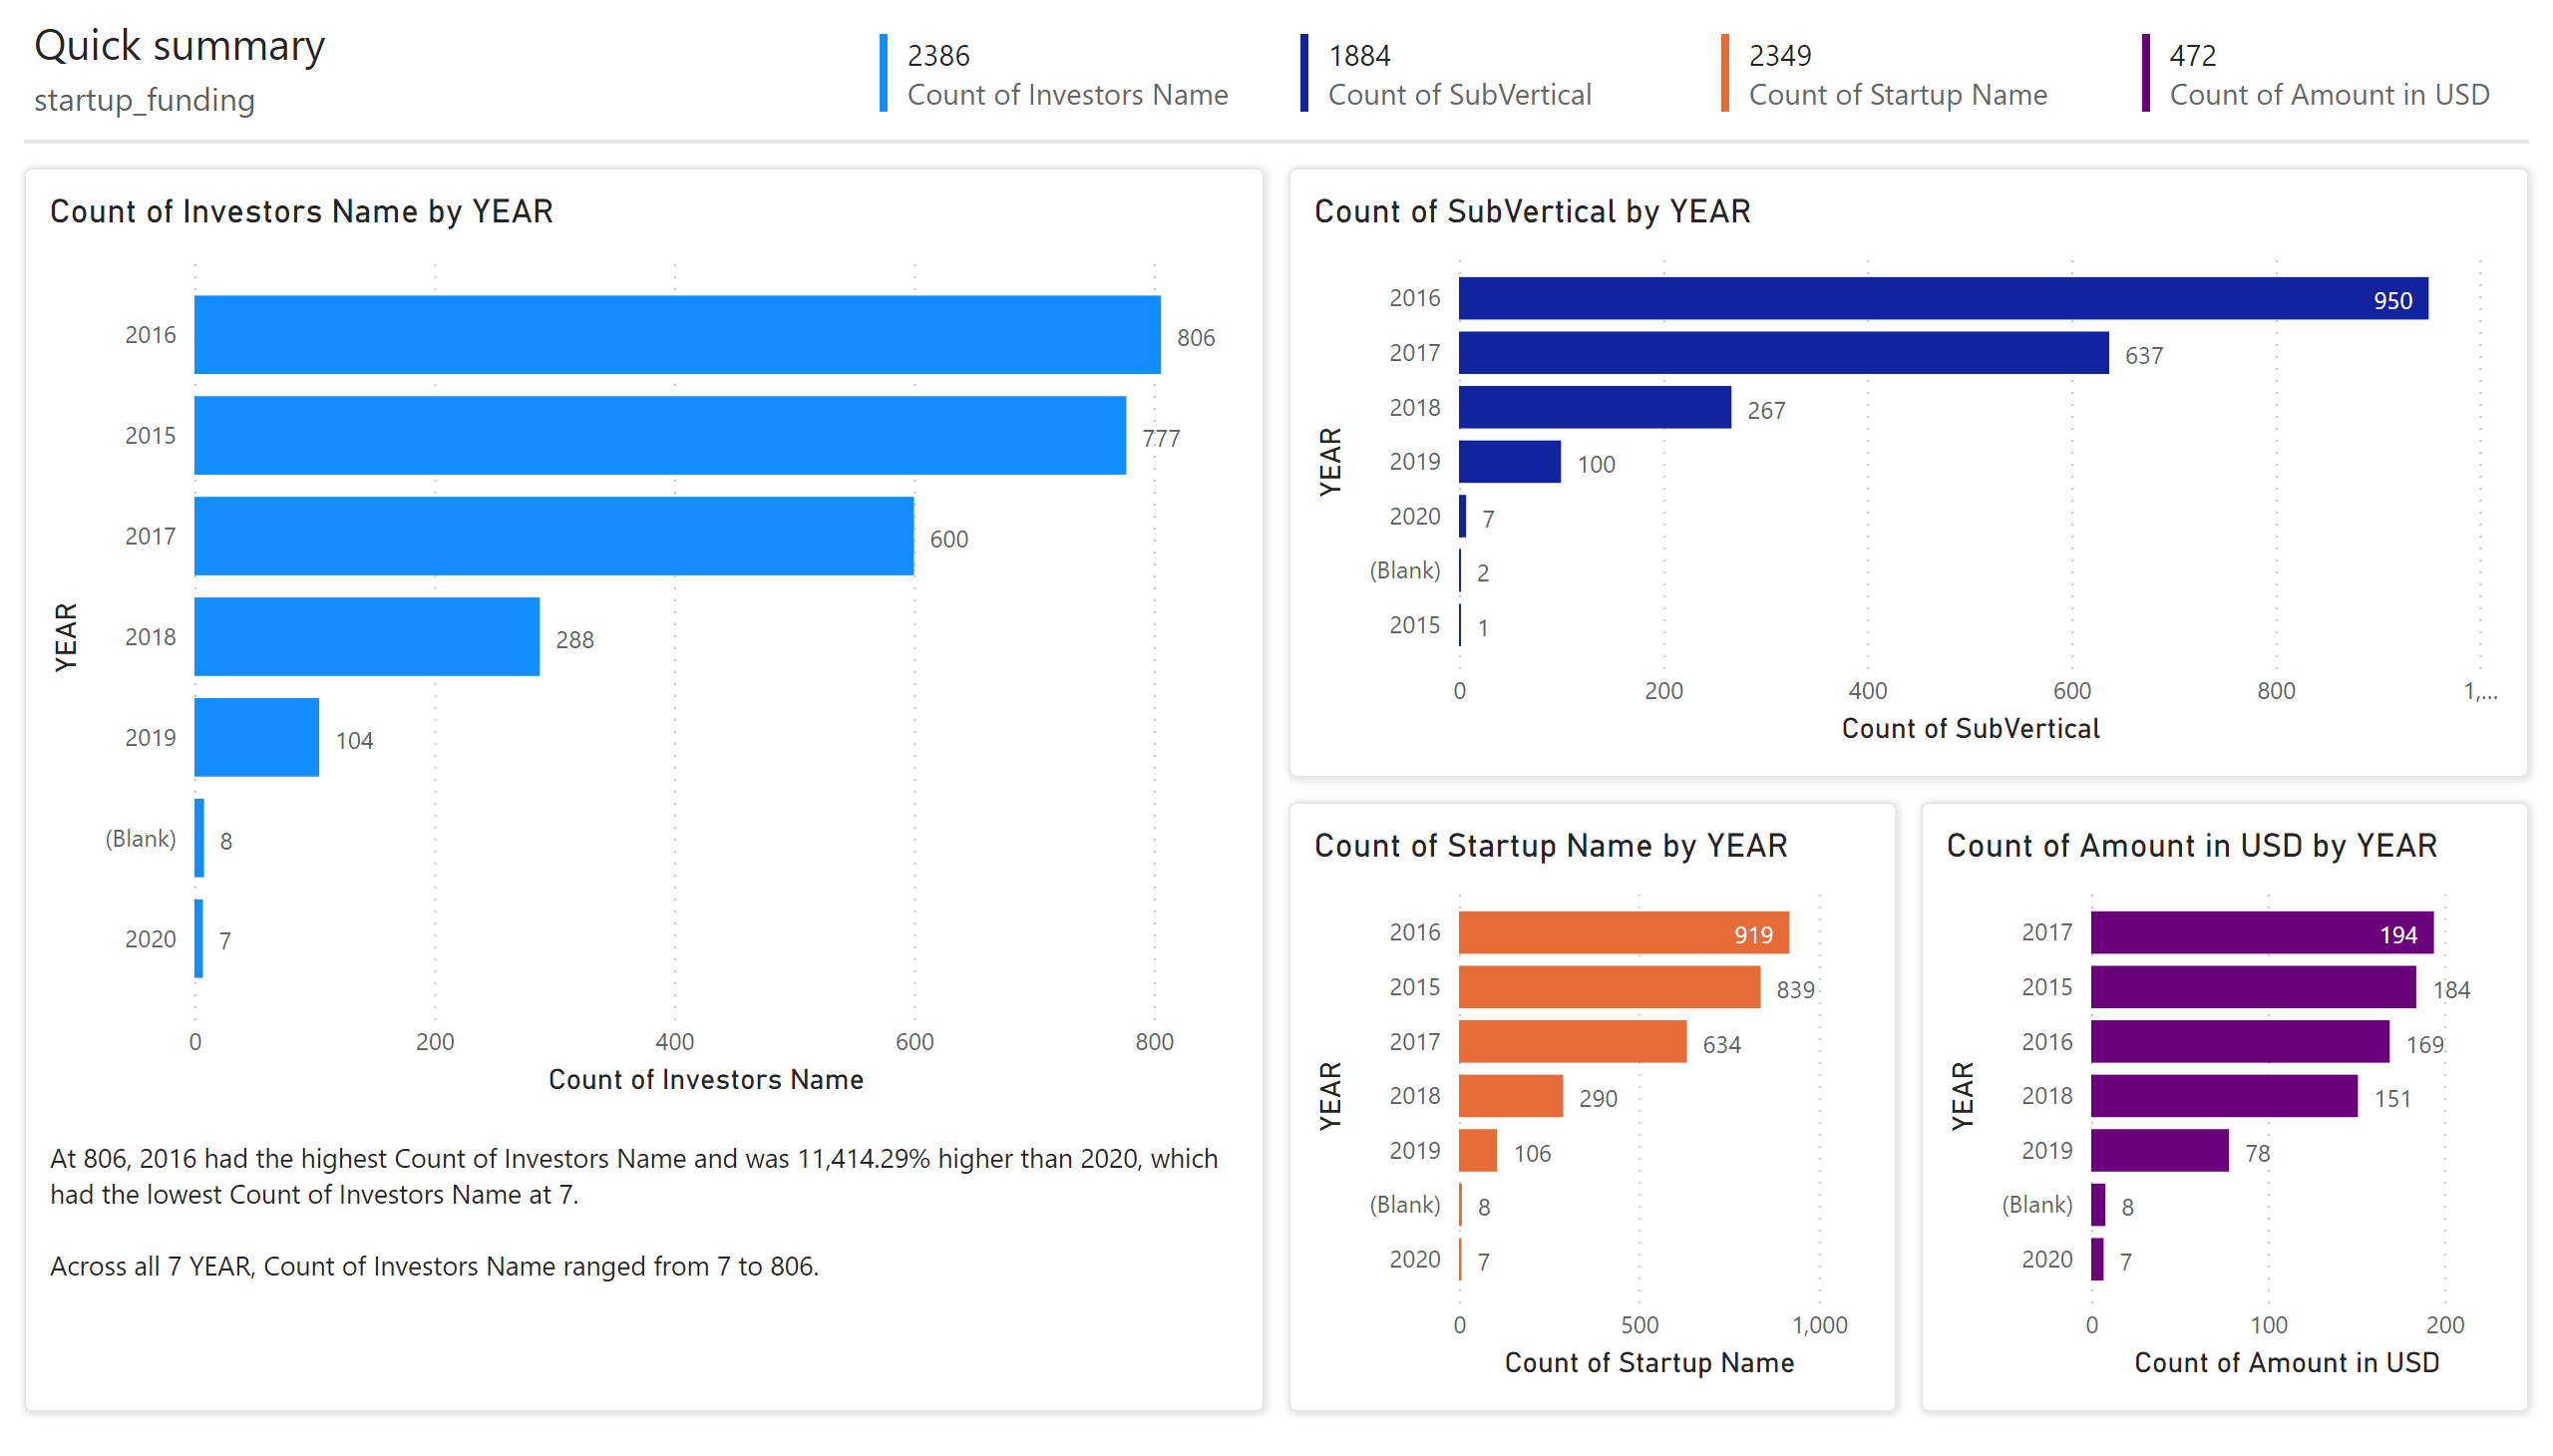 Quick summary
startup_funding
2386
Count of Investors Name
1884
Count of SubVertical
2349
Count of Startup Name
472
Count of Amount in USD
Count of Investors Name by YEAR
YEAR
2016 806
2015 777
2017 600
2018 288
2019 104
(Blank) 8
2020 7
0 200 400 600 800
Count of Investors Name
At 806, 2016 had the highest Count of Investors Name and was 11,414.29% higher than 2020, which
had the lowest Count of Investors Name at 7.
Across all 7 YEAR, Count of Investors Name ranged from 7 to 806.
Count of SubVertical by YEAR
YEAR
2016 950
2017 637
2018 267
2019 100
2020 7
(Blank) 2
2015 1
0 200 400 600 800 1,...
Count of SubVertical
Count of Startup Name by YEAR
YEAR
2016 919
2015 839
2017 634
2018 290
2019 106
(Blank) 8
2020 7
0 500 1,000
Count of Startup Name
Count of Amount in USD by YEAR
YEAR
2017 194
2015 184
2016 169
2018 151
2019 78
(Blank) 8
2020 7
0 100 200
Count of Amount in USD